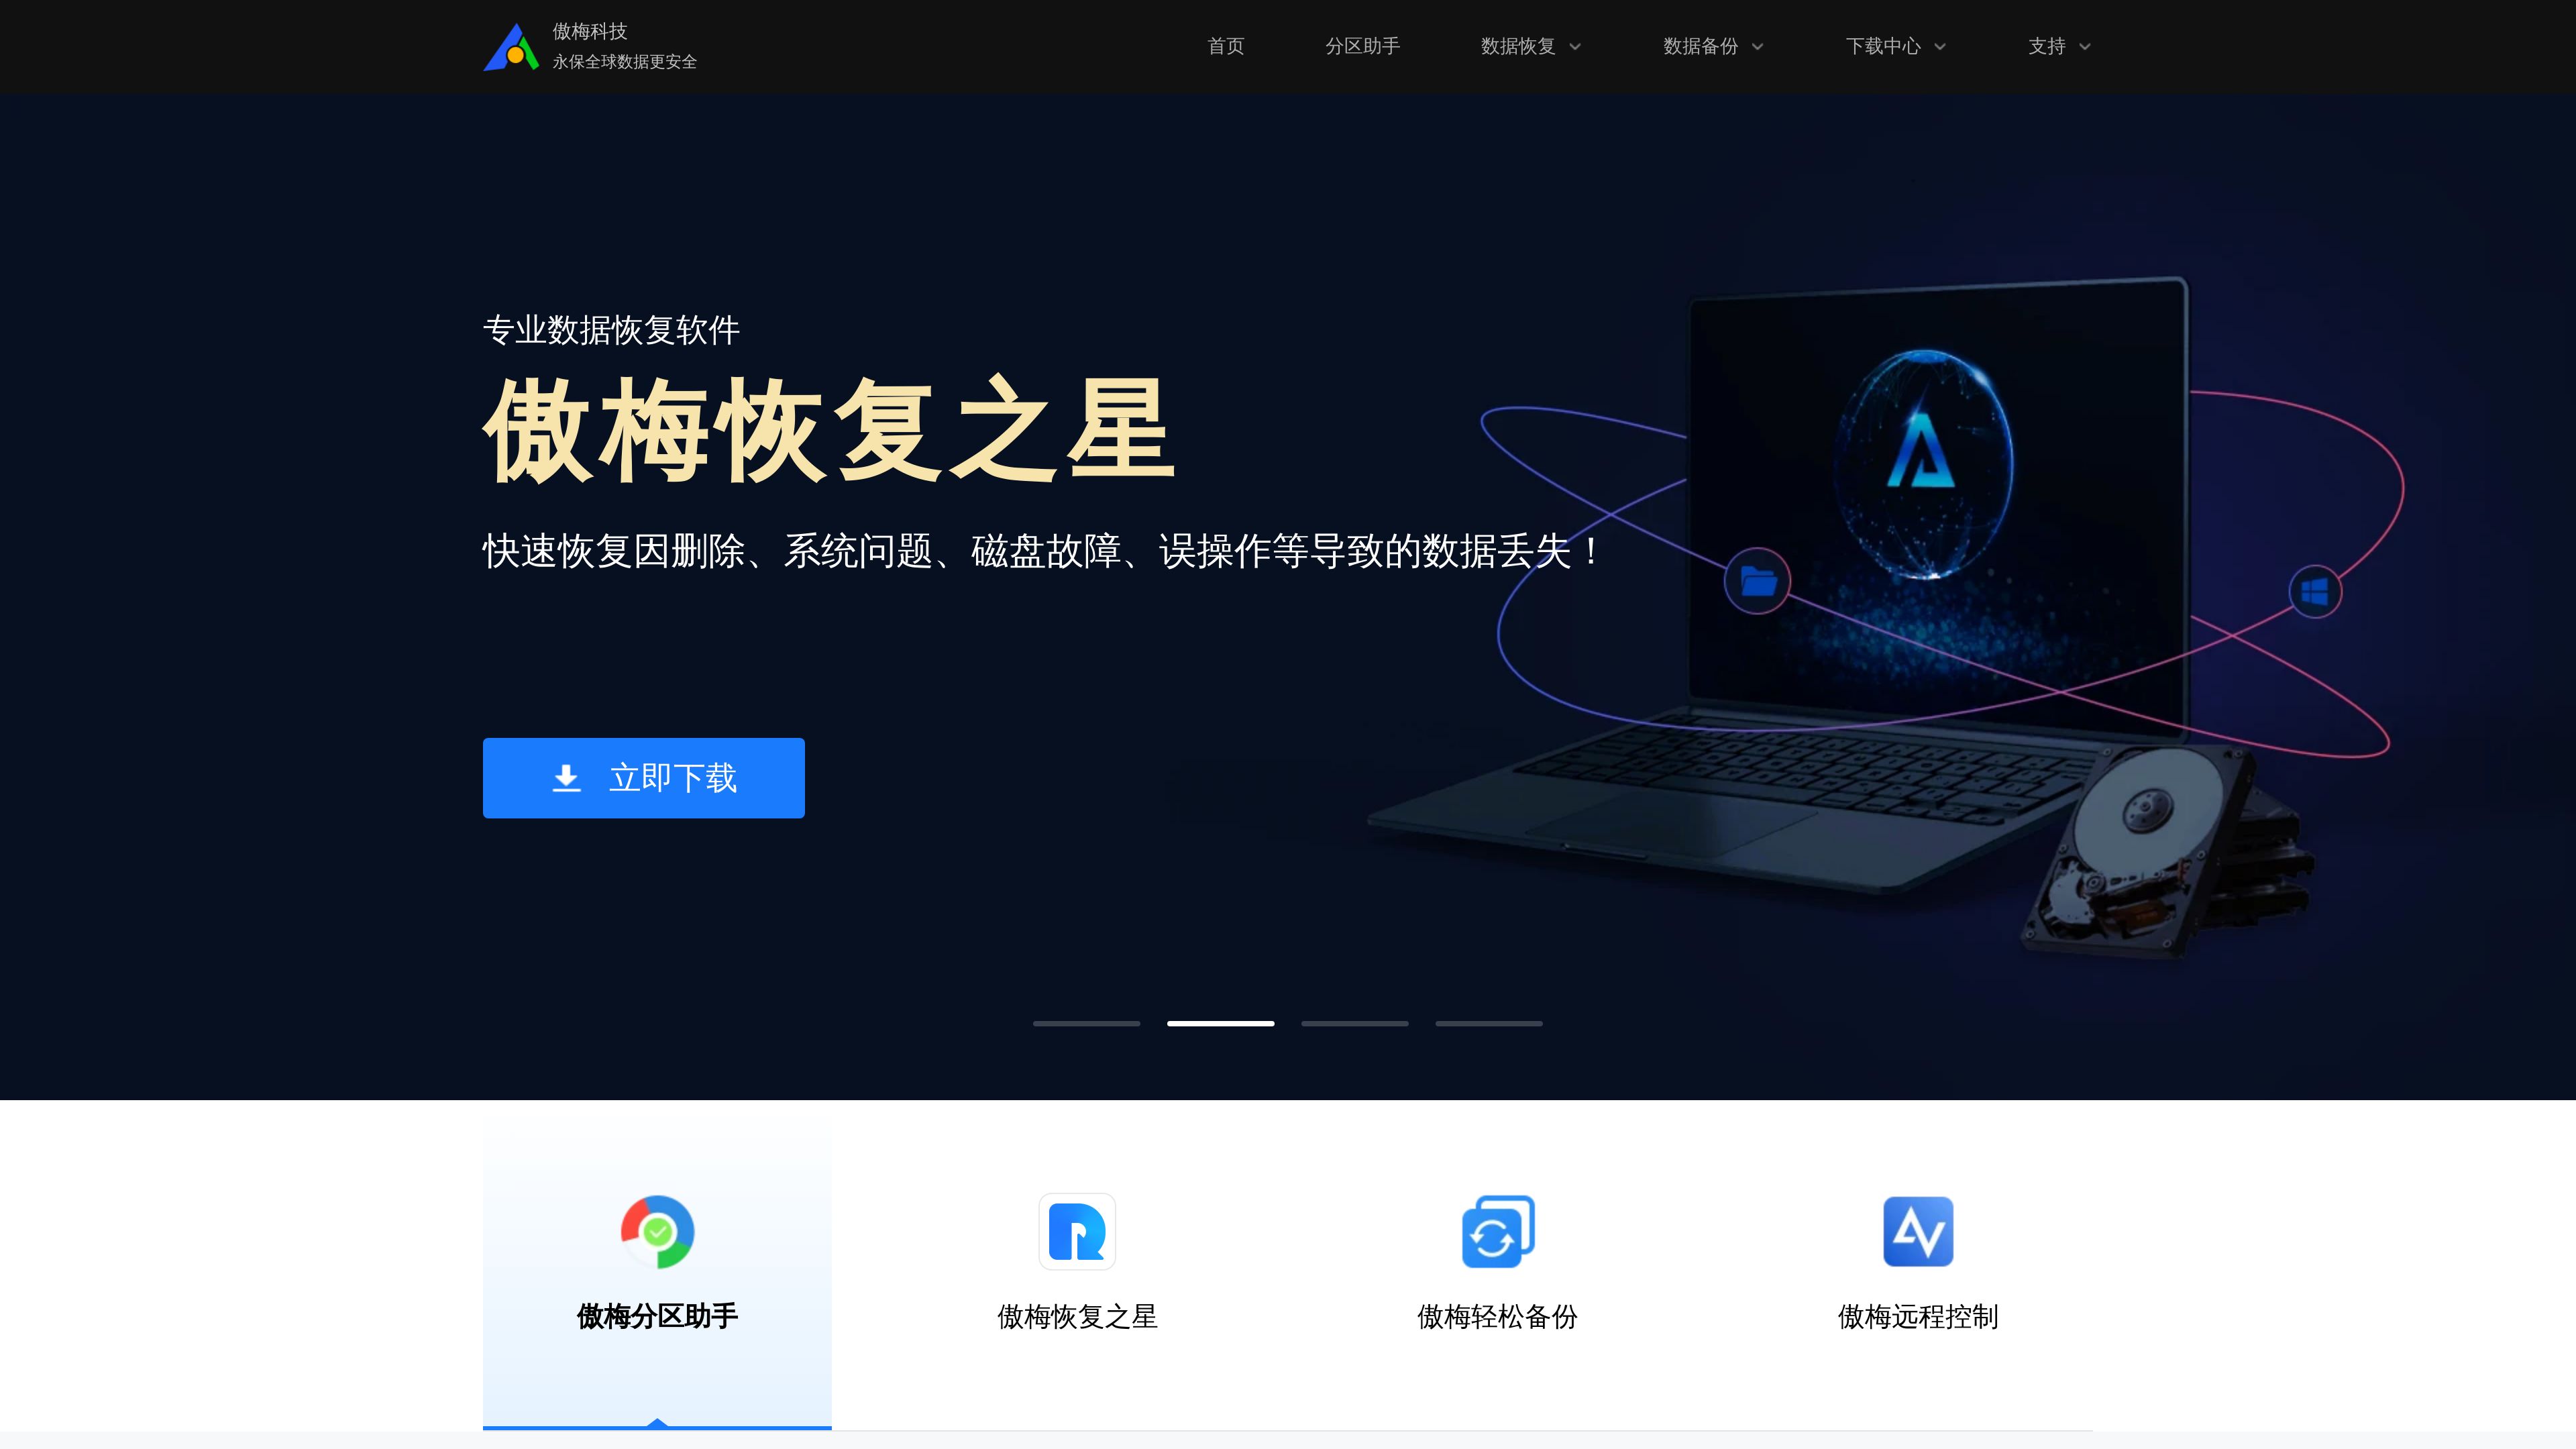 傲梅科技
永保全球数据更安全
首页
分区助手
数据恢复
数据备份
下载中心
支持
专业数据恢复软件
傲梅恢复之星
快速恢复因删除、系统问题、磁盘故障、误操作等导致的数据丢失！
立即下载
傲梅分区助手
傲梅恢复之星
傲梅轻松备份
傲梅远程控制